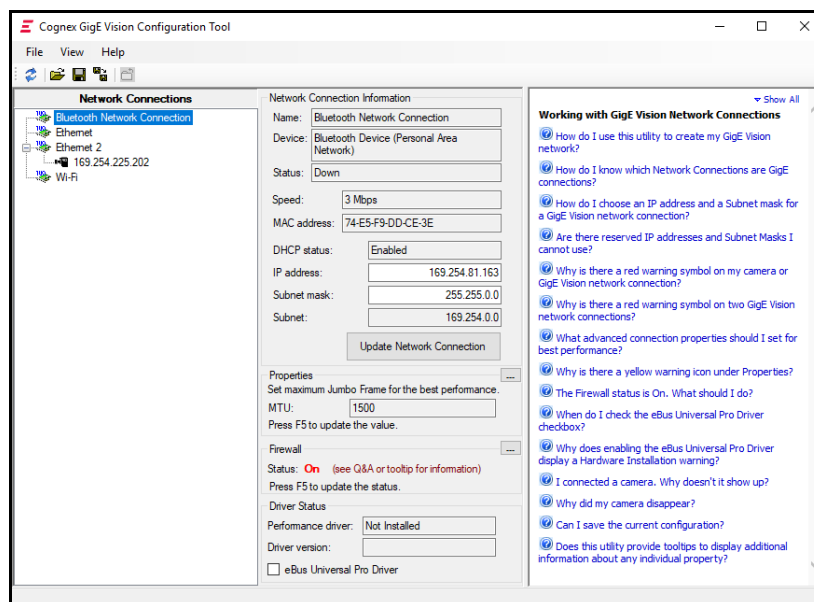 Cognex GigE Vision Configuration Tool
File View Help
Network Connections
Bluetooth Network Connection
Ethernet
Ethernet 2
169.254.225.202
Wi-Fi
Network Connection Information
Name: Bluetooth Network Connection
Device: Bluetooth Device (Personal Area
Network)
Status: Down
Speed: 3 Mbps
MAC address: 74-E5-F9-DD-CE-3E
DHCP status: Enabled
IP address: 169.254.81.163
Subnet mask: 255.255.0.0
Subnet: 169.254.0.0
Update Network Connection
Properties ...
Set maximum Jumbo Frame for the best performance.
MTU: 1500
Press F5 to update the value.
Firewall ...
Status: On (see Q&A or tooltip for information)
Press F5 to update the status.
Driver Status
Performance driver: Not Installed
Driver version:
eBus Universal Pro Driver
Show All
Working with GigE Vision Network Connections
How do I use this utility to create my GigE Vision
network?
How do I know which Network Connections are GigE
connections?
How do I choose an IP address and a Subnet mask for
a GigE Vision network connection?
Are there reserved IP addresses and Subnet Masks I
cannot use?
Why is there a red warning symbol on my camera or
GigE Vision network connection?
Why is there a red warning symbol on two GigE Vision
network connections?
What advanced connection properties should I set for
best performance?
Why is there a yellow warning icon under Properties?
The Firewall status is On. What should I do?
When do I check the eBus Universal Pro Driver
checkbox?
Why does enabling the eBus Universal Pro Driver
display a Hardware Installation warning?
I connected a camera. Why doesn't it show up?
Why did my camera disappear?
Can I save the current configuration?
Does this utility provide tooltips to display additional
information about any individual property?